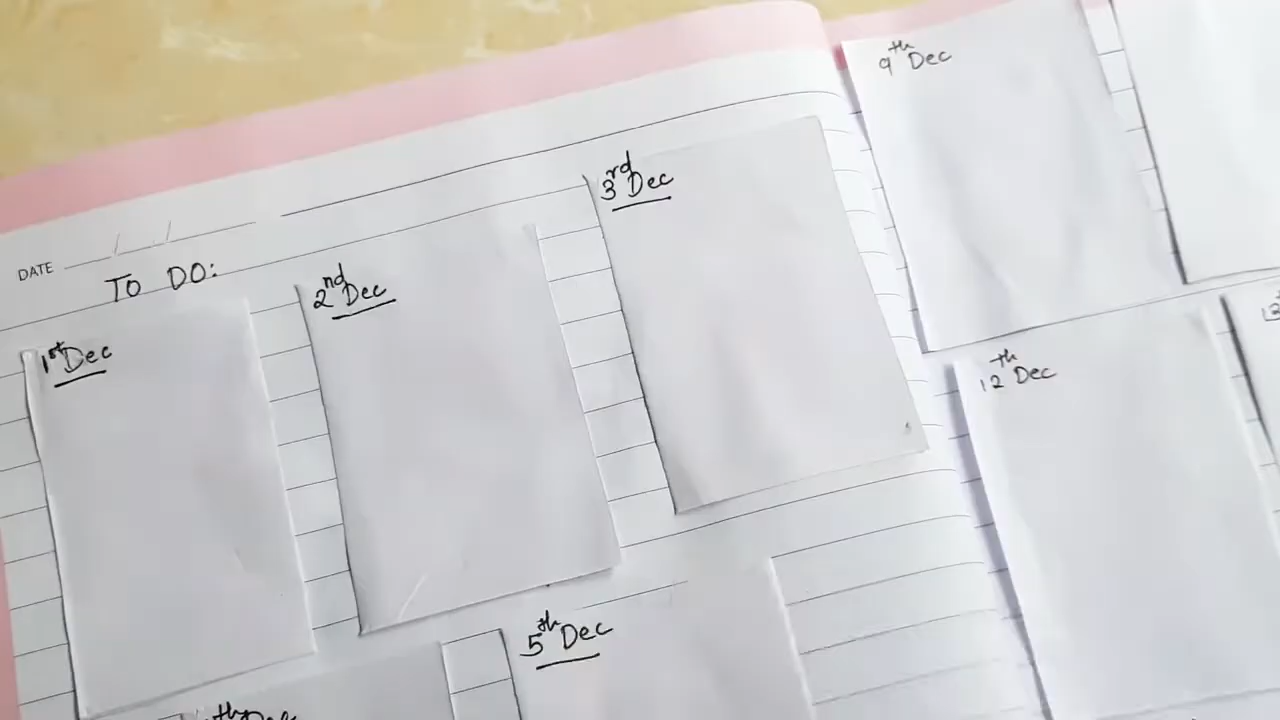 DATE
TO DO:
1st Dec
2nd Dec
3rd Dec
5th Dec
9th Dec
12th Dec